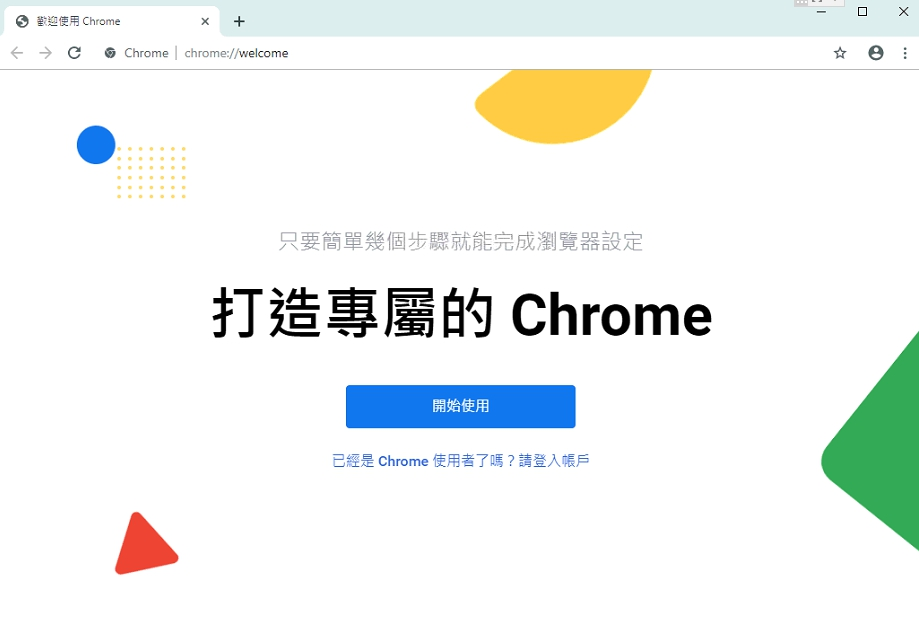 歡迎使用 Chrome
Chrome | chrome://welcome
只要簡單幾個步驟就能完成瀏覽器設定
打造專屬的 Chrome
開始使用
已經是 Chrome 使用者了嗎？請登入帳戶